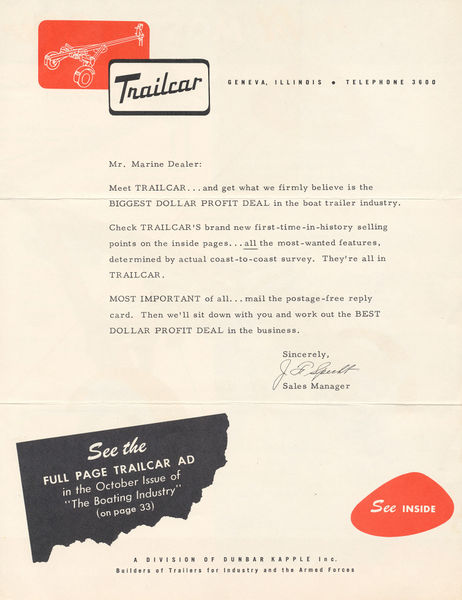 Trailcar
GENEVA, ILLINOIS • TELEPHONE 3600
Mr. Marine Dealer:
Meet TRAILCAR...and get what we firmly believe is the
BIGGEST DOLLAR PROFIT DEAL in the boat trailer industry.
Check TRAILCAR'S brand new first-time-in-history selling
points on the inside pages...all the most-wanted features,
determined by actual coast-to-coast survey. They're all in
TRAILCAR.
MOST IMPORTANT of all...mail the postage-free reply
card. Then we'll sit down with you and work out the BEST
DOLLAR PROFIT DEAL in the business.
Sincerely,
J F Specht
Sales Manager
See the
FULL PAGE TRAILCAR AD
in the October Issue of
"The Boating Industry"
(on page 33)
See INSIDE
A DIVISION OF DUNBAR KAPPLE Inc.
Builders of Trailers for Industry and the Armed Forces